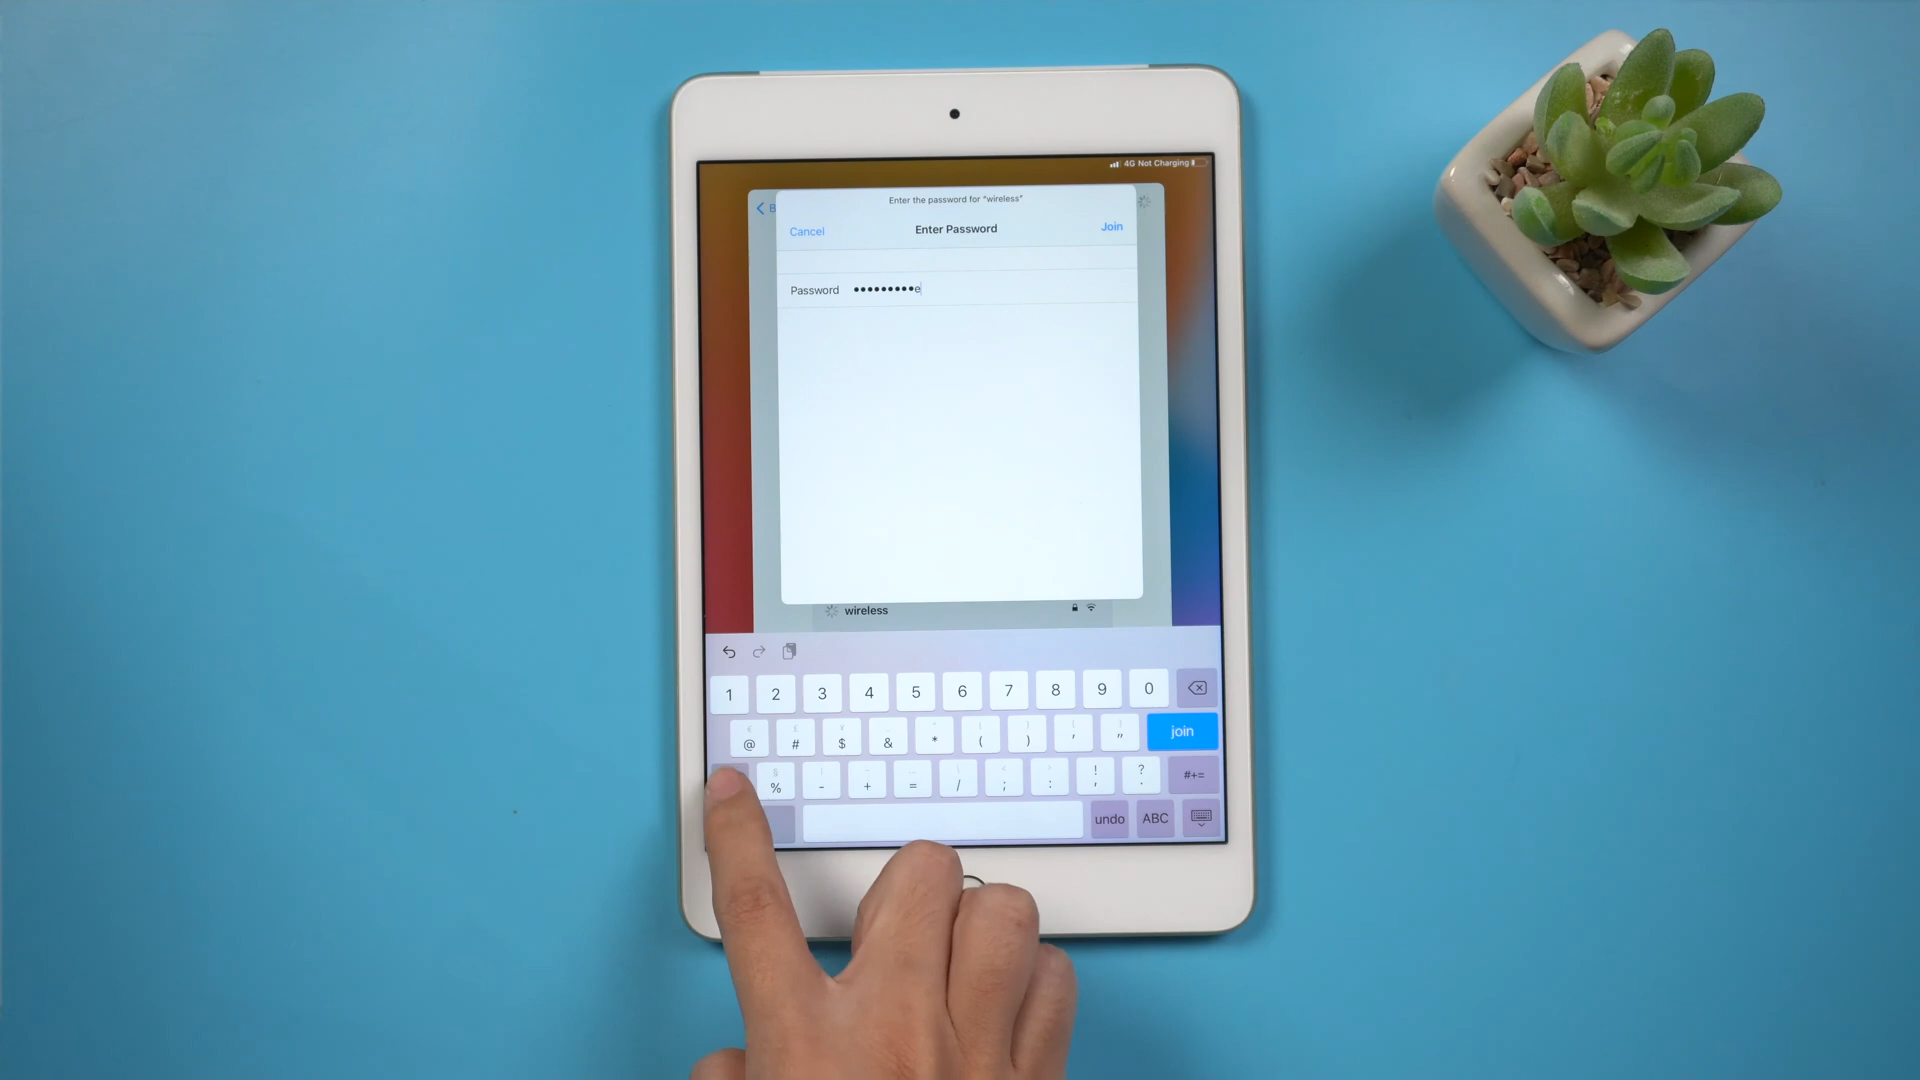 4G Not Charging
B
Enter the password for “wireless”
Cancel Enter Password Join
Password •••••••••e
wireless
1 2 3 4 5 6 7 8 9 0
@ # $ & * ( ) ' "
join
% - + = / ; : ! , ? .
#+=
undo ABC